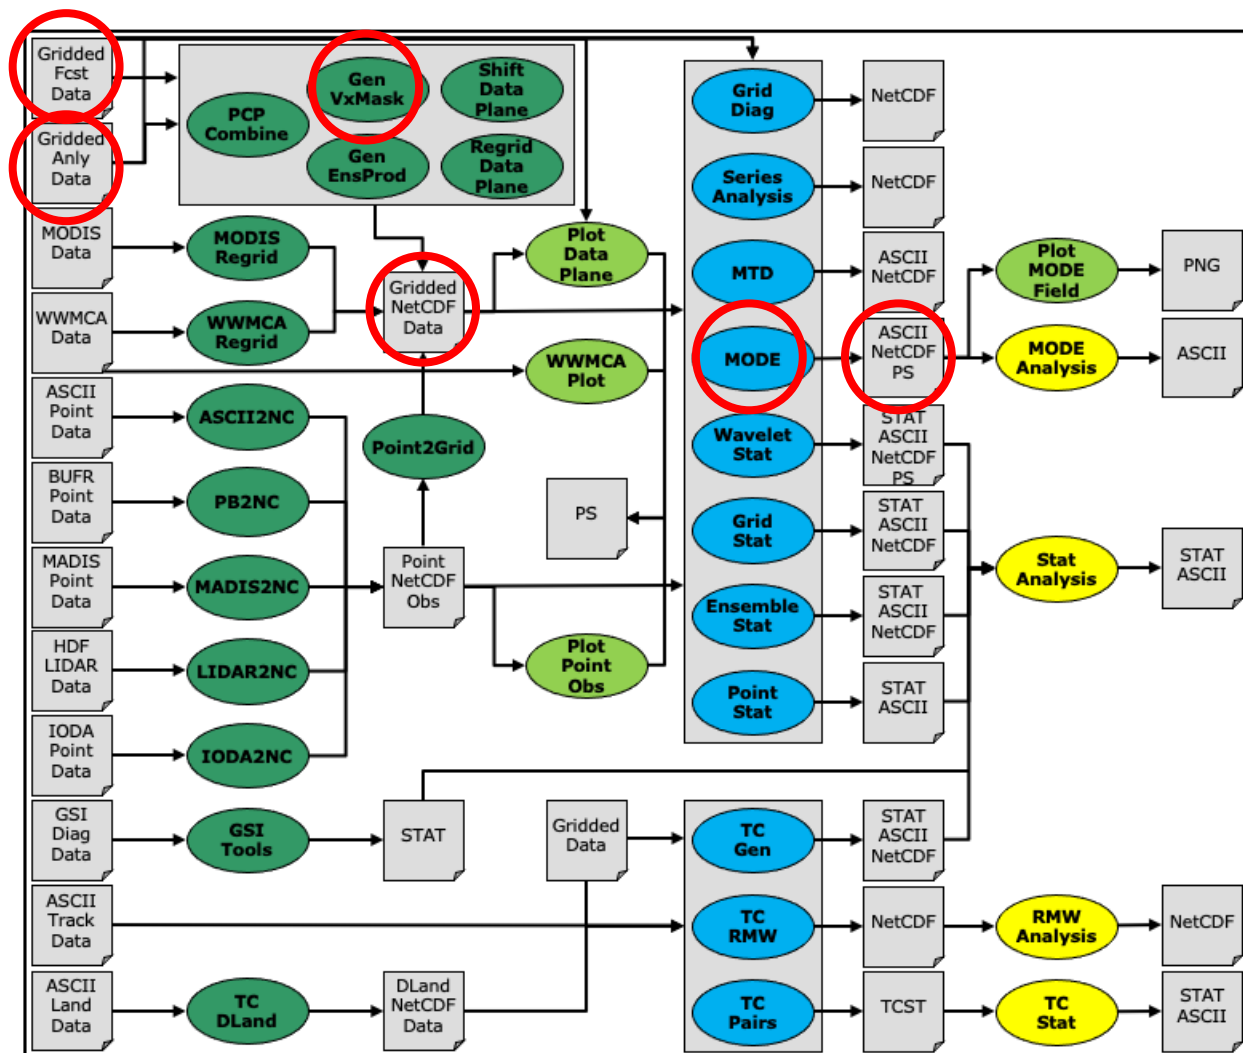 Gridded
Fcst
Data
Gridded
Anly
Data
MODIS
Data
WWMCA
Data
ASCII
Point
Data
BUFR
Point
Data
MADIS
Point
Data
HDF
LIDAR
Data
IODA
Point
Data
GSI
Diag
Data
ASCII
Track
Data
ASCII
Land
Data
PCP
Combine
Gen
VxMask
Gen
EnsProd
Shift
Data
Plane
Regrid
Data
Plane
MODIS
Regrid
WWMCA
Regrid
ASCII2NC
PB2NC
MADIS2NC
LIDAR2NC
IODA2NC
GSI
Tools
TC
DLand
Gridded
NetCDF
Data
Point2Grid
Point
NetCDF
Obs
STAT
DLand
NetCDF
Data
Plot
Data
Plane
WWMCA
Plot
PS
Plot
Point
Obs
Gridded
Data
Grid
Diag
Series
Analysis
MTD
MODE
Wavelet
Stat
Grid
Stat
Ensemble
Stat
Point
Stat
TC
Gen
TC
RMW
TC
Pairs
NetCDF
NetCDF
ASCII
NetCDF
ASCII
NetCDF
PS
STAT
ASCII
NetCDF
PS
STAT
ASCII
NetCDF
STAT
ASCII
NetCDF
STAT
ASCII
STAT
ASCII
NetCDF
NetCDF
TCST
Plot
MODE
Field
MODE
Analysis
Stat
Analysis
RMW
Analysis
TC
Stat
PNG
ASCII
STAT
ASCII
NetCDF
STAT
ASCII